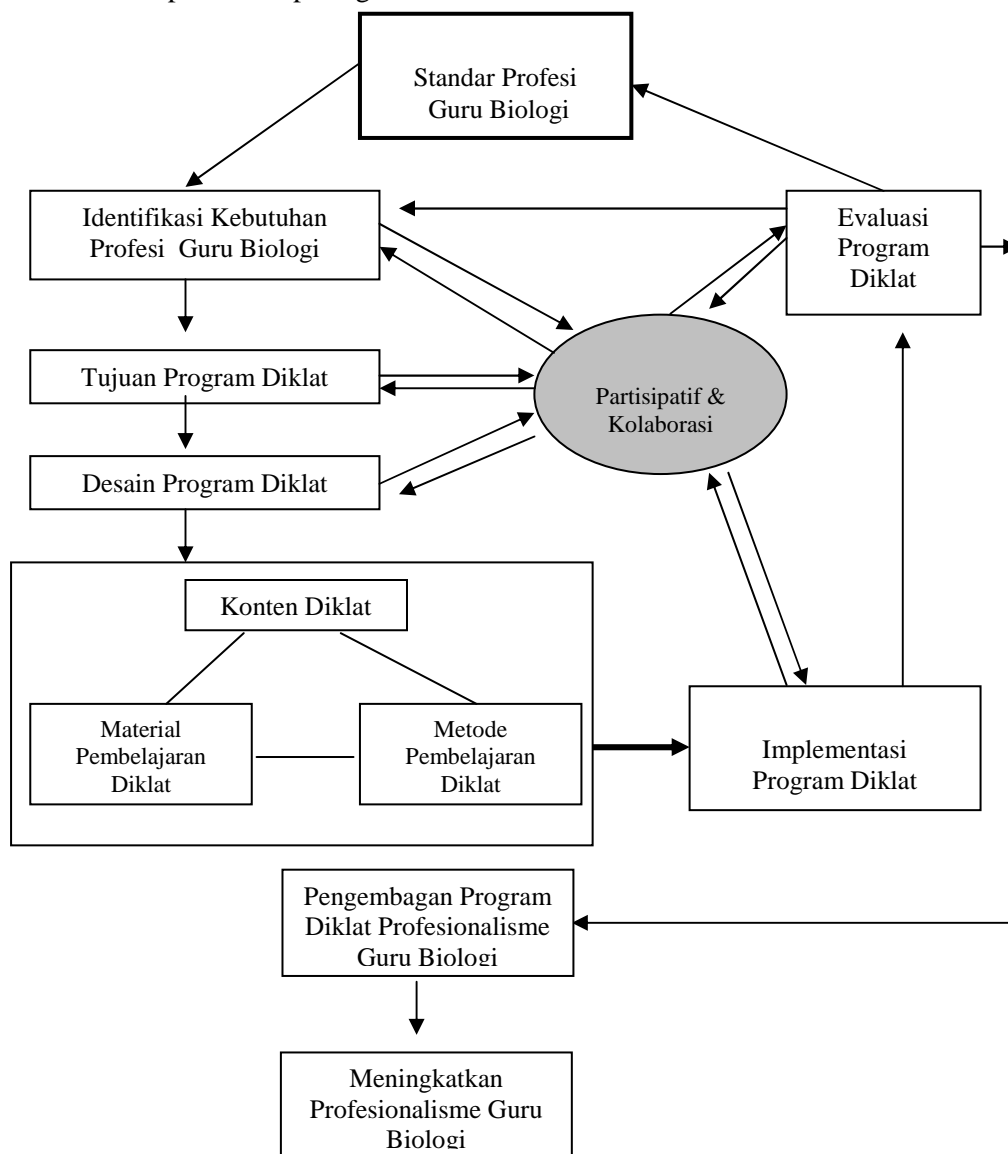 Standar Profesi
Guru Biologi
Identifikasi Kebutuhan
Profesi Guru Biologi
Evaluasi
Program
Diklat
Tujuan Program Diklat
Partisipatif &
Kolaborasi
Desain Program Diklat
Konten Diklat
Material
Pembelajaran
Diklat
Metode
Pembelajaran
Diklat
Implementasi
Program Diklat
Pengembagan Program
Diklat Profesionalisme
Guru Biologi
Meningkatkan
Profesionalisme Guru
Biologi